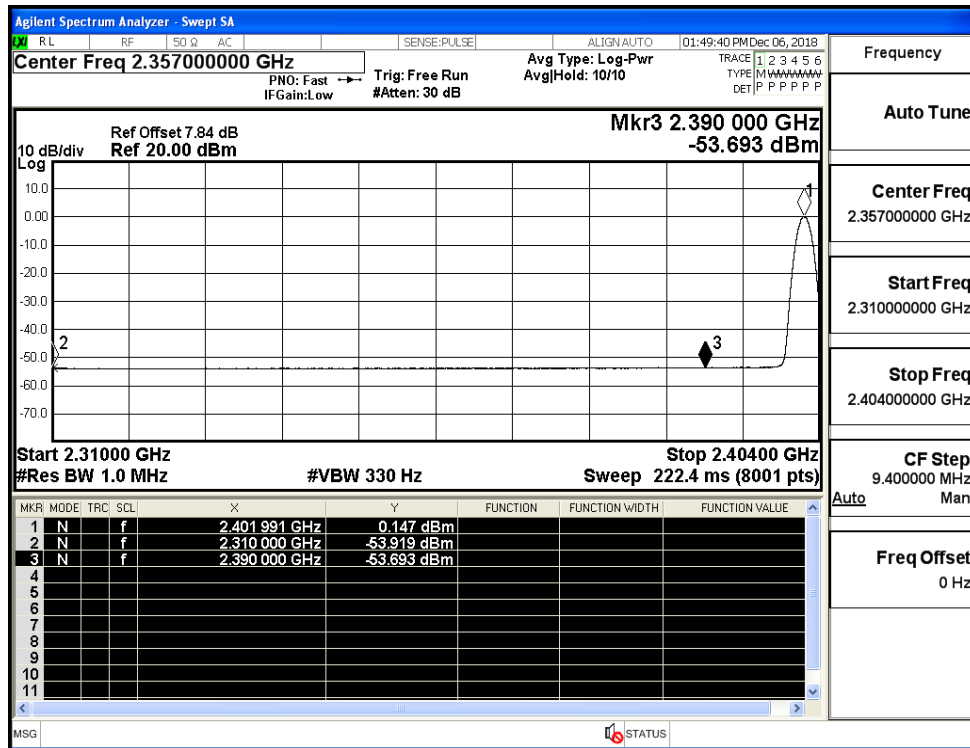 Agilent Spectrum Analyzer - Swept SA
LXI RL RF 50 Ω AC SENSE:PULSE ALIGN AUTO 01:49:40 PM Dec 06, 2018
Center Freq 2.357000000 GHz
PNO: Fast
IFGain:Low
Trig: Free Run
#Atten: 30 dB
Avg Type: Log-Pwr
Avg|Hold: 10/10
TRACE 1 2 3 4 5 6
TYPE M W W W W W
DET P P P P P P
Mkr3 2.390 000 GHz
-53.693 dBm
Ref Offset 7.84 dB
10 dB/div Ref 20.00 dBm
Log
10.0
0.00
-10.0
-20.0
-30.0
-40.0
-50.0
-60.0
-70.0
1
2
3
Start 2.31000 GHz Stop 2.40400 GHz
#Res BW 1.0 MHz #VBW 330 Hz Sweep 222.4 ms (8001 pts)
MKR MODE TRC SCL X Y FUNCTION FUNCTION WIDTH FUNCTION VALUE
1 N f 2.401 991 GHz 0.147 dBm
2 N f 2.310 000 GHz -53.919 dBm
3 N f 2.390 000 GHz -53.693 dBm
4
5
6
7
8
9
10
11
MSG STATUS
Frequency
Auto Tune
Center Freq
2.357000000 GHz
Start Freq
2.310000000 GHz
Stop Freq
2.404000000 GHz
CF Step
9.400000 MHz
Auto Man
Freq Offset
0 Hz